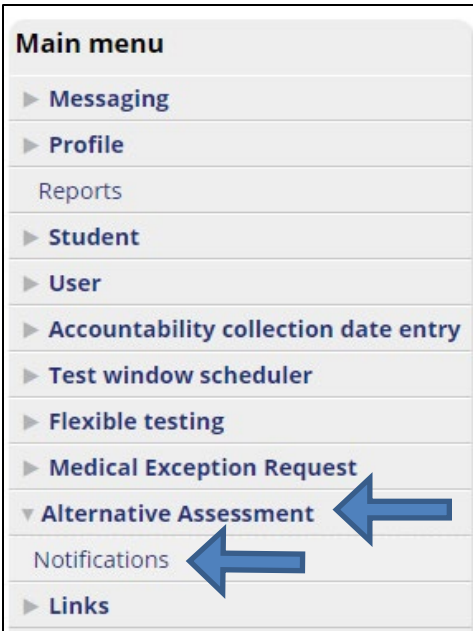 Main menu
Messaging
Profile
Reports
Student
User
Accountability collection date entry
Test window scheduler
Flexible testing
Medical Exception Request
Alternative Assessment
Notifications
Links